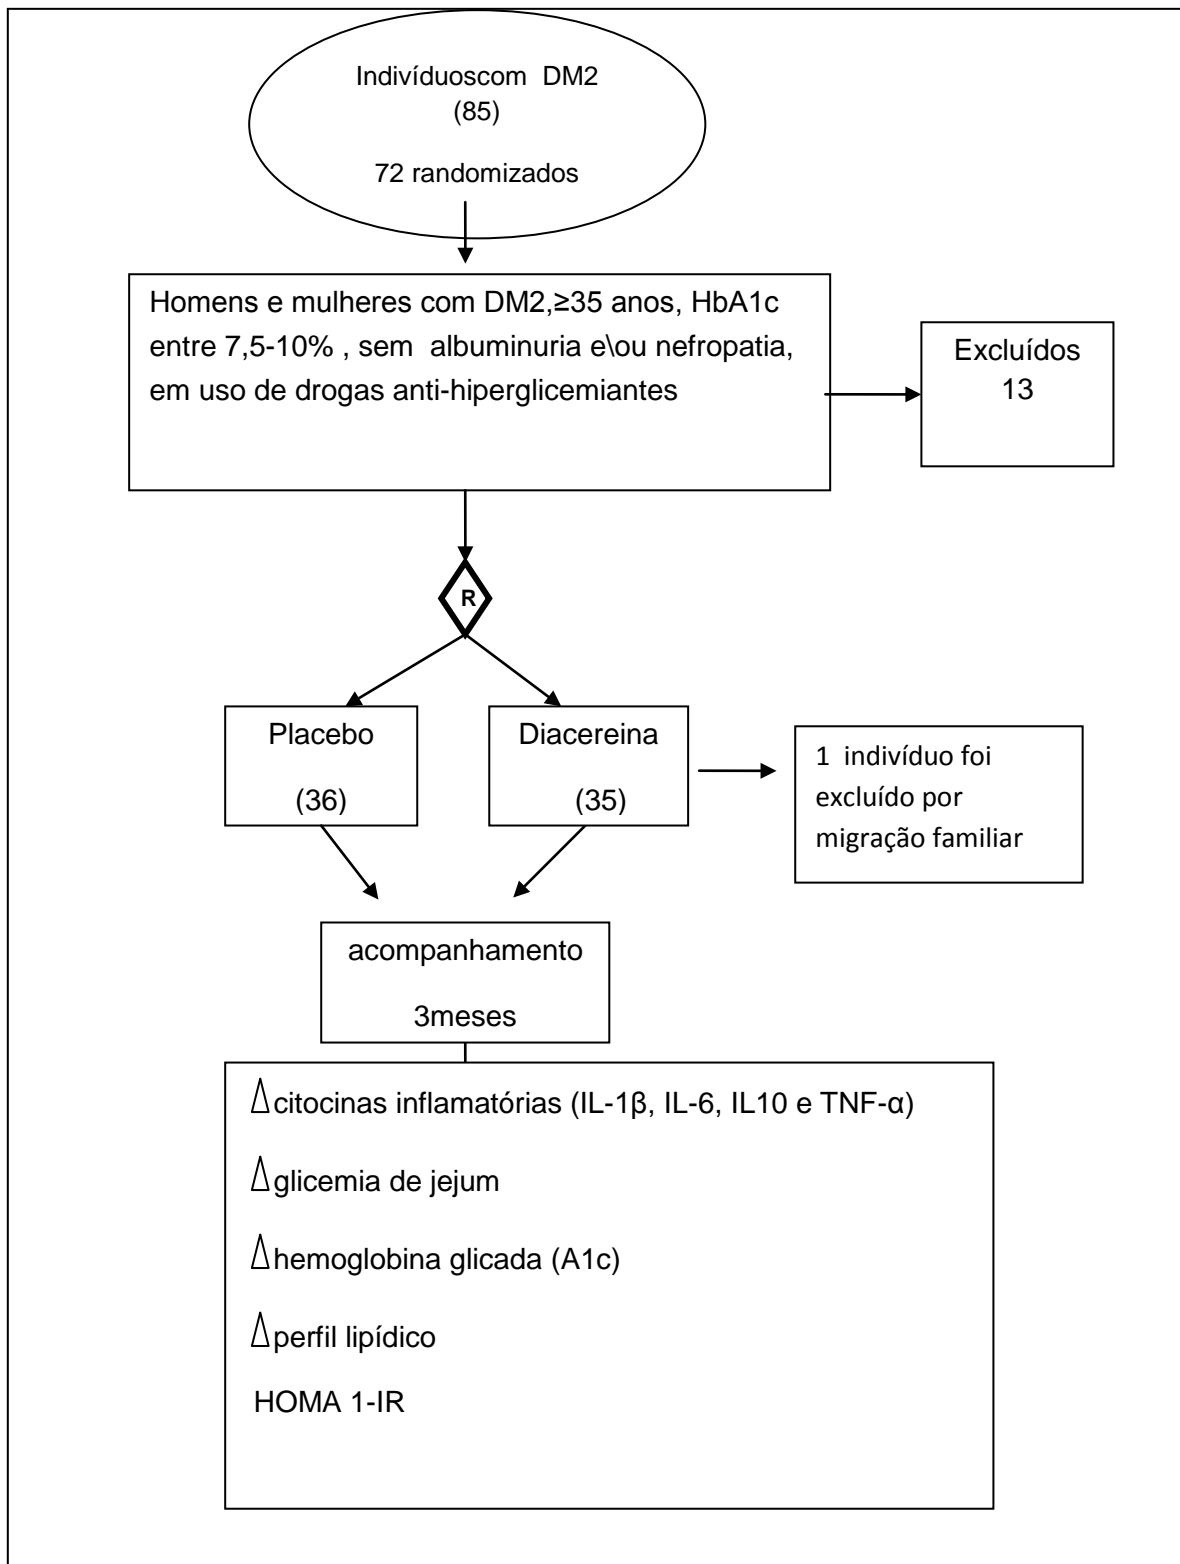 Indivíduoscom DM2
(85)
72 randomizados
Homens e mulheres com DM2,≥35 anos, HbA1c
entre 7,5-10% , sem albuminuria e\ou nefropatia,
em uso de drogas anti-hiperglicemiantes
Excluídos
13
R
Placebo
(36)
Diacereina
(35)
1 indivíduo foi
excluído por
migração familiar
acompanhamento
3meses
△citocinas inflamatórias (IL-1β, IL-6, IL10 e TNF-α)
△glicemia de jejum
△hemoglobina glicada (A1c)
△perfil lipídico
HOMA 1-IR